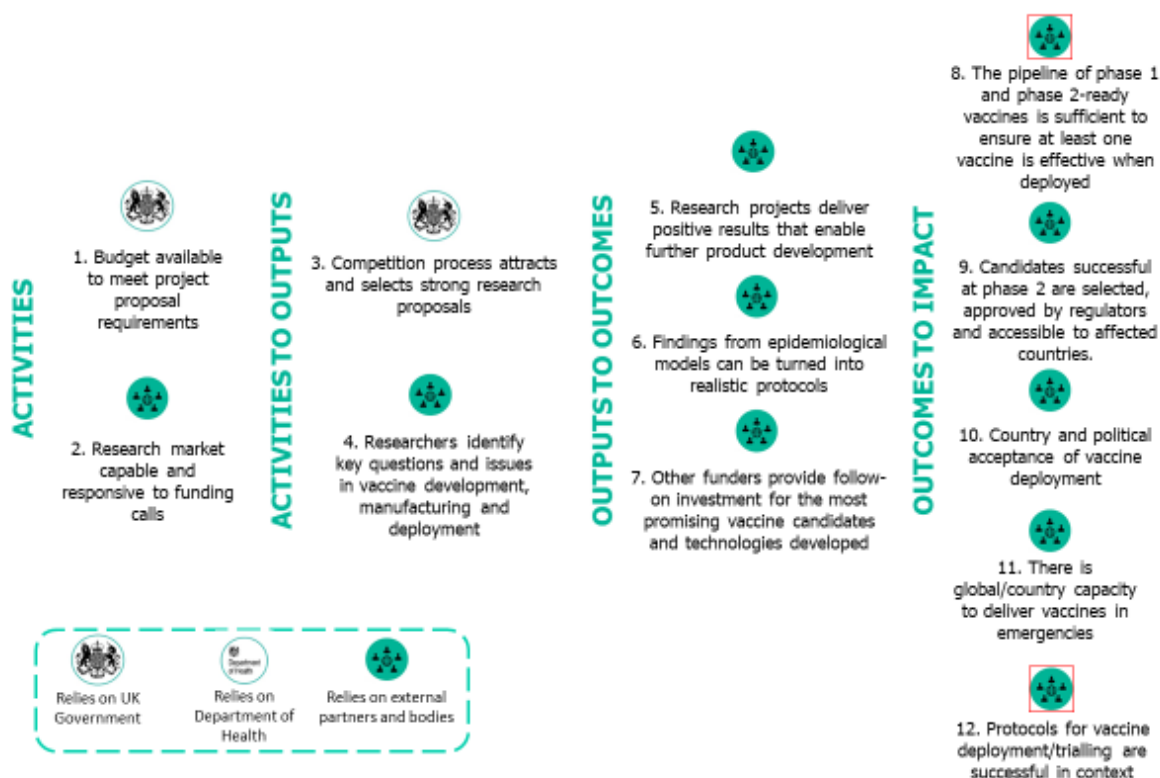 ACTIVITIES
1. Budget available
to meet project
proposal
requirements
2. Research market
capable and
responsive to funding
calls
ACTIVITIES TO OUTPUTS
3. Competition process attracts
and selects strong research
proposals
4. Researchers identify
key questions and issues
in vaccine development,
manufacturing and
deployment
OUTPUTS TO OUTCOMES
5. Research projects deliver
positive results that enable
further product development
6. Findings from epidemiological
models can be turned into
realistic protocols
7. Other funders provide follow-
on investment for the most
promising vaccine candidates
and technologies developed
OUTCOMES TO IMPACT
8. The pipeline of phase 1
and phase 2-ready
vaccines is sufficient to
ensure at least one
vaccine is effective when
deployed
9. Candidates successful
at phase 2 are selected,
approved by regulators
and accessible to affected
countries.
10. Country and political
acceptance of vaccine
deployment
11. There is
global/country capacity
to deliver vaccines in
emergencies
12. Protocols for vaccine
deployment/trialling are
successful in context
Relies on UK
Government
Department
of Health
Relies on
Department of
Health
Relies on external
partners and bodies